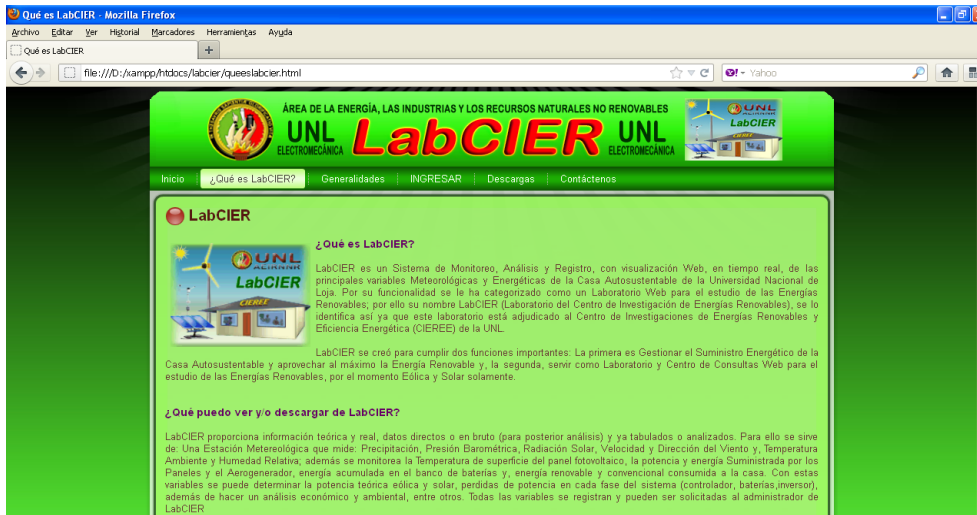 Qué es LabCIER - Mozilla Firefox
Archivo Editar Ver Historial Marcadores Herramientas Ayuda
Qué es LabCIER
file:///D:/xampp/htdocs/labcier/queeslabcier.html
Yahoo
ÁREA DE LA ENERGÍA, LAS INDUSTRIAS Y LOS RECURSOS NATURALES NO RENOVABLES
UNL LabCIER UNL
ELECTROMECÁNICA ELECTROMECÁNICA
UNL
LabCIER
CIEREE
Inicio ¿Qué es LabCIER? Generalidades INGRESAR Descargas Contáctenos
LabCIER
UNL
AEIRNNR
LabCIER
CIEREE
¿Qué es LabCIER?
LabCIER es un Sistema de Monitoreo, Análisis y Registro, con visualización Web, en tiempo real, de las
principales variables Meteorológicas y Energéticas de la Casa Autosustentable de la Universidad Nacional de
Loja. Por su funcionalidad se le ha categorizado como un Laboratorio Web para el estudio de las Energías
Renovables; por ello su nombre LabCIER (Laboratorio del Centro de Investigación de Energías Renovables), se lo
identifica así ya que este laboratorio está adjudicado al Centro de Investigaciones de Energías Renovables y
Eficiencia Energética (CIEREE) de la UNL.
LabCIER se creó para cumplir dos funciones importantes: La primera es Gestionar el Suministro Energético de la
Casa Autosustentable y aprovechar al máximo la Energía Renovable y, la segunda, servir como Laboratorio y Centro de Consultas Web para el
estudio de las Energías Renovables, por el momento Eólica y Solar solamente.
¿Qué puedo ver y/o descargar de LabCIER?
LabCIER proporciona información teórica y real, datos directos o en bruto (para posterior análisis) y ya tabulados o analizados. Para ello se sirve
de: Una Estación Metereológica que mide: Precipitación, Presión Barométrica, Radiación Solar, Velocidad y Dirección del Viento y, Temperatura
Ambiente y Humedad Relativa; además se monitorea la Temperatura de superficie del panel fotovoltaico, la potencia y energía Suministrada por los
Paneles y el Aerogenerador, energía acumulada en el banco de baterías y, energía renovable y convencional consumida a la casa. Con estas
variables se puede determinar la potencia teórica eólica y solar, perdidas de potencia en cada fase del sistema (controlador, baterías,inversor),
además de hacer un análisis económico y ambiental, entre otros. Todas las variables se registran y pueden ser solicitadas al administrador de
LabCIER